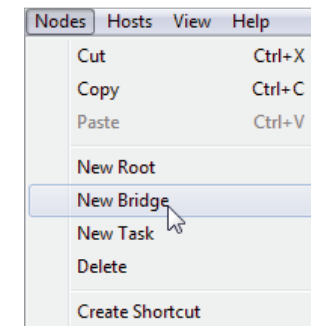 Nodes Hosts View Help
Cut Ctrl+X
Copy Ctrl+C
Paste Ctrl+V
New Root
New Bridge
New Task
Delete
Create Shortcut